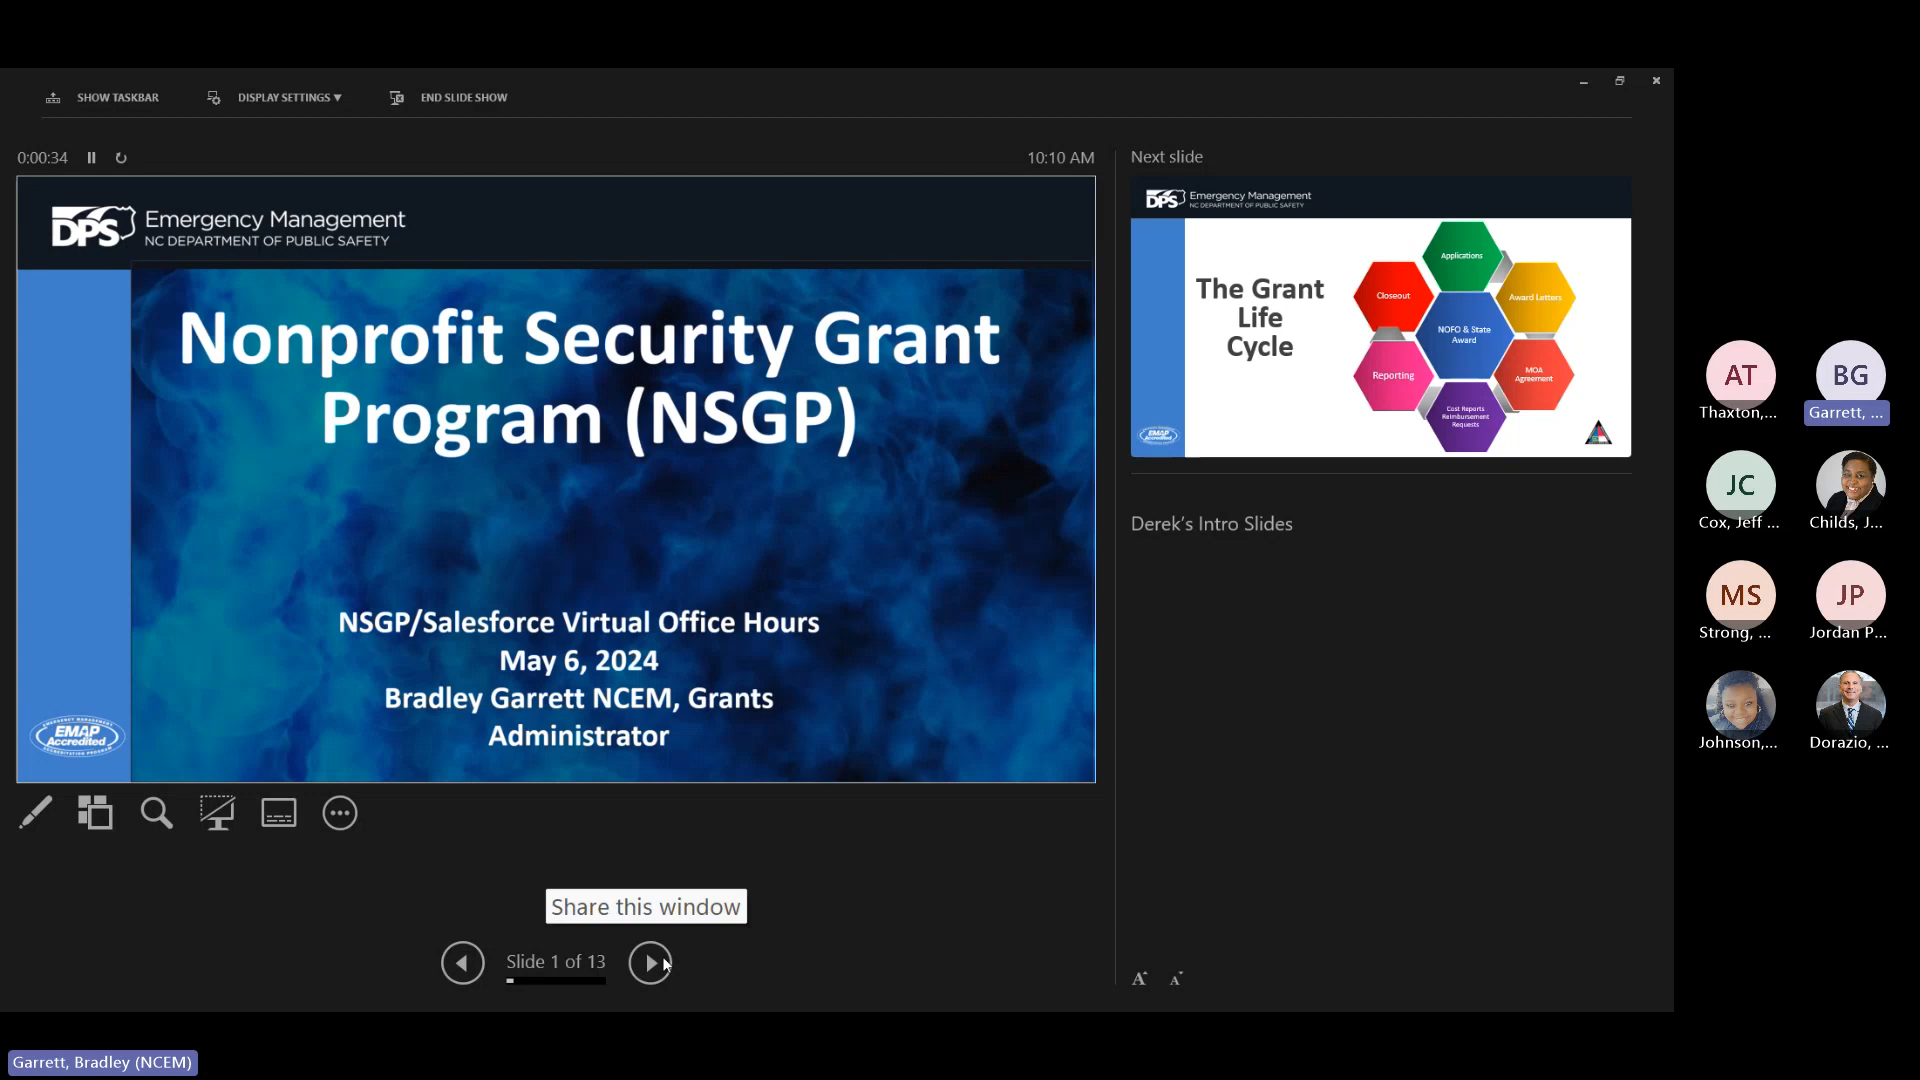 SHOW TASKBAR
DISPLAY SETTINGS ▼
END SLIDE SHOW
0:00:34
10:10 AM
DPS
Emergency Management
NC DEPARTMENT OF PUBLIC SAFETY
Nonprofit Security Grant
Program (NSGP)
NSGP/Salesforce Virtual Office Hours
May 6, 2024
Bradley Garrett NCEM, Grants
Administrator
EMAP
Accredited
Share this window
Slide 1 of 13
Next slide
DPS
Emergency Management
NC DEPARTMENT OF PUBLIC SAFETY
The Grant
Life
Cycle
Applications
Closeout
Award Letters
NOFO & State
Award
Reporting
MOA
Agreement
Cost Reports
Reimbursement
Requests
EMAP
Accredited
Derek’s Intro Slides
A
A
AT
Thaxton,...
BG
Garrett, ...
JC
Cox, Jeff ...
Childs, J...
MS
Strong, ...
JP
Jordan P...
Johnson,...
Dorazio, ...
Garrett, Bradley (NCEM)